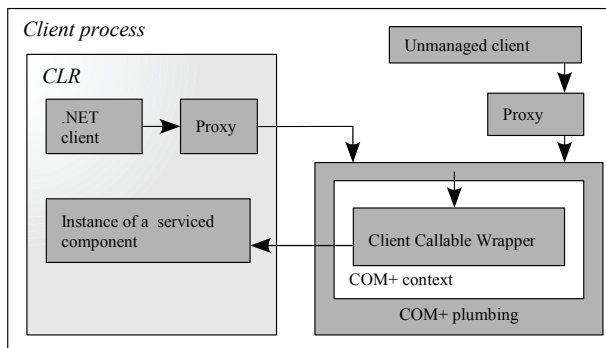 Client process
CLR
.NET
client
Proxy
Unmanaged client
Proxy
Instance of a serviced
component
Client Callable Wrapper
COM+ context
COM+ plumbing